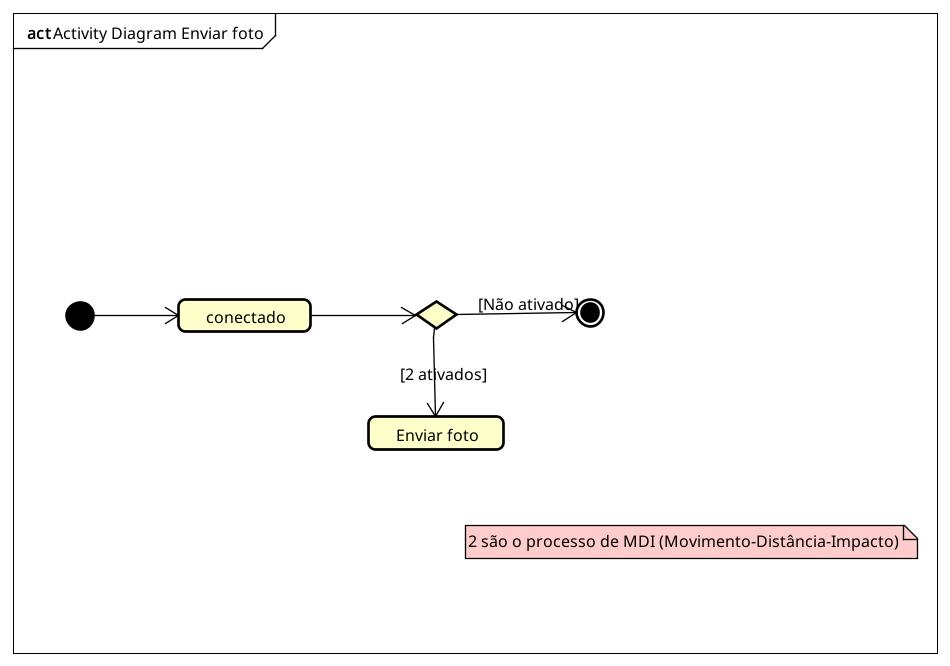 act Activity Diagram Enviar foto
conectado
[Não ativado]
[2 ativados]
Enviar foto
2 são o processo de MDI (Movimento-Distância-Impacto)